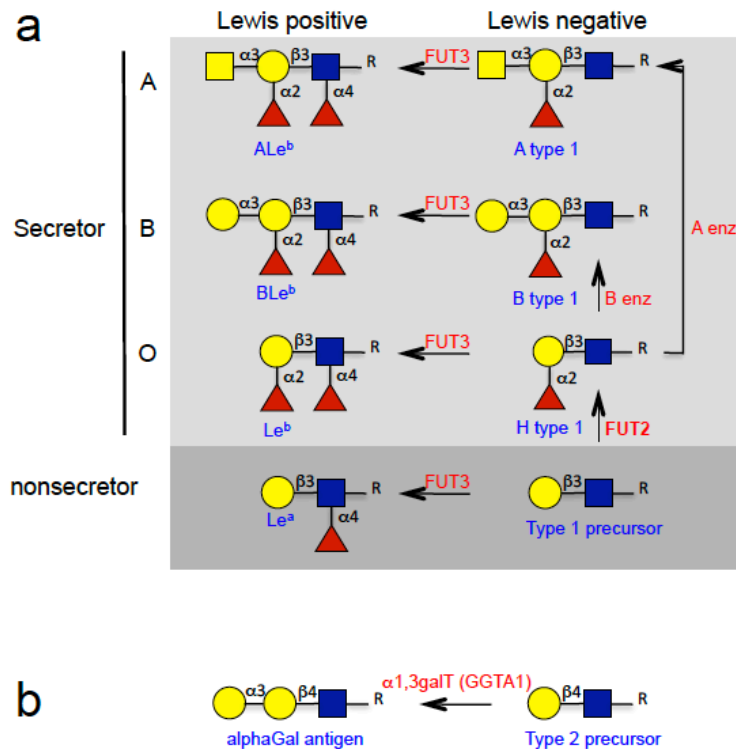 a
Lewis positive Lewis negative
Secretor
A
α3 β3 R
α2 α4
ALeᵇ
FUT3
α3 β3 R
α2
A type 1
A enz
B
α3 β3 R
α2 α4
BLeᵇ
FUT3
α3 β3 R
α2
B type 1
B enz
O
β3 R
α2 α4
Leᵇ
FUT3
β3 R
α2
H type 1
FUT2
nonsecretor
β3 R
α4
Leᵃ
FUT3
β3 R
Type 1 precursor
b
α3 β4 R
alphaGal antigen
α1,3galT (GGTA1)
β4 R
Type 2 precursor